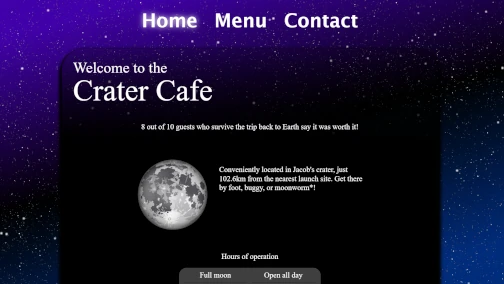 Home Menu Contact
Welcome to the
Crater Cafe
8 out of 10 guests who survive the trip back to Earth say it was worth it!
Conveniently located in Jacob's crater, just
102.6km from the nearest launch site. Get there
by foot, buggy, or moonworm*!
Hours of operation
Full moon Open all day